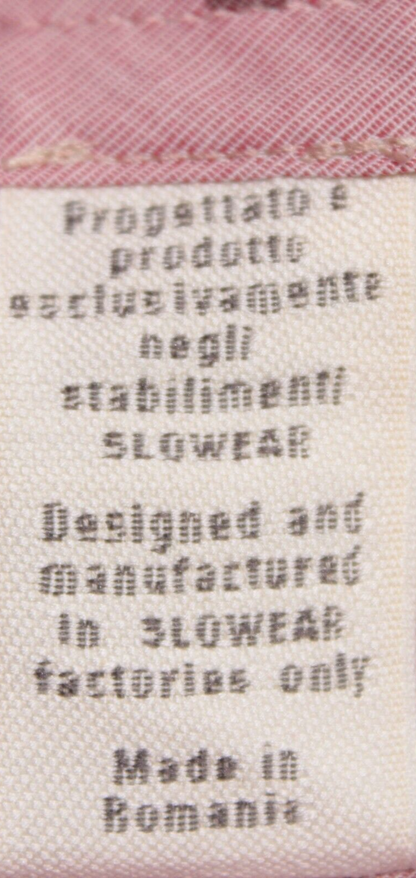 Progettato e
prodotto
esclusivamente
negli
stabilimenti
SLOWEAR
Designed and
manufactured
in SLOWEAR
factories only
Made in
Romania